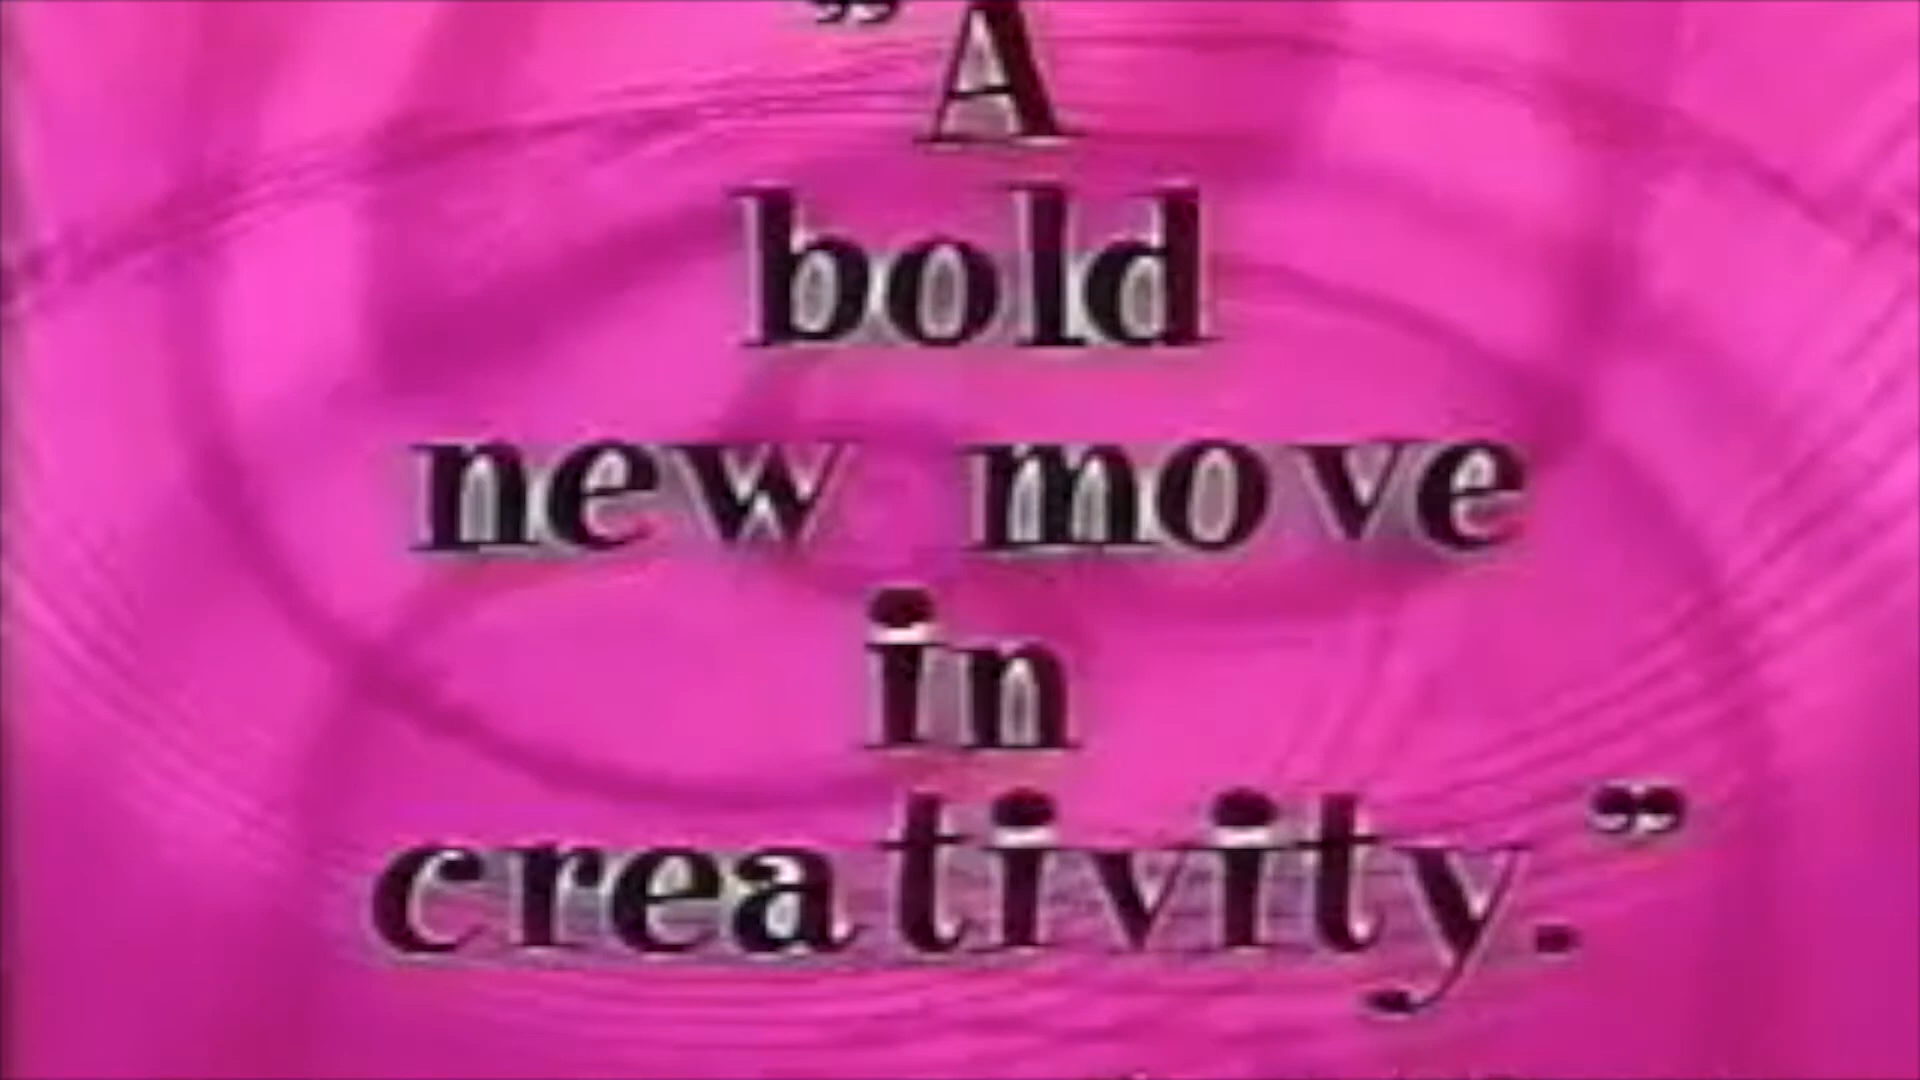 ”A
bold
new move
in
creativity.”